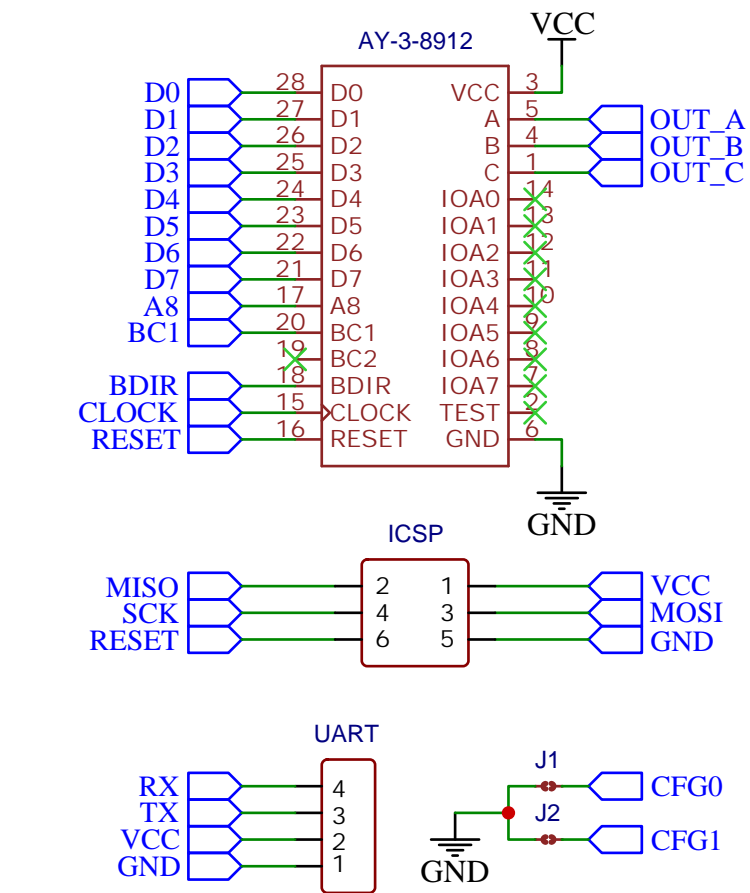 VCC
AY-3-8912
D0 28 D0 VCC 3
D1 27 D1 A 5 OUT_A
D2 26 D2 B 4 OUT_B
D3 25 D3 C 1 OUT_C
D4 24 D4 IOA0 14
D5 23 D5 IOA1 13
D6 22 D6 IOA2 12
D7 21 D7 IOA3 11
A8 17 A8 IOA4 10
BC1 20 BC1 IOA5 9
19 BC2 IOA6 8
BDIR 18 BDIR IOA7 7
CLOCK 15 CLOCK TEST 2
RESET 16 RESET GND 6
GND
ICSP
MISO 2 1 VCC
SCK 4 3 MOSI
RESET 6 5 GND
UART
RX 4
TX 3
VCC 2
GND 1
J1
CFG0
J2
CFG1
GND